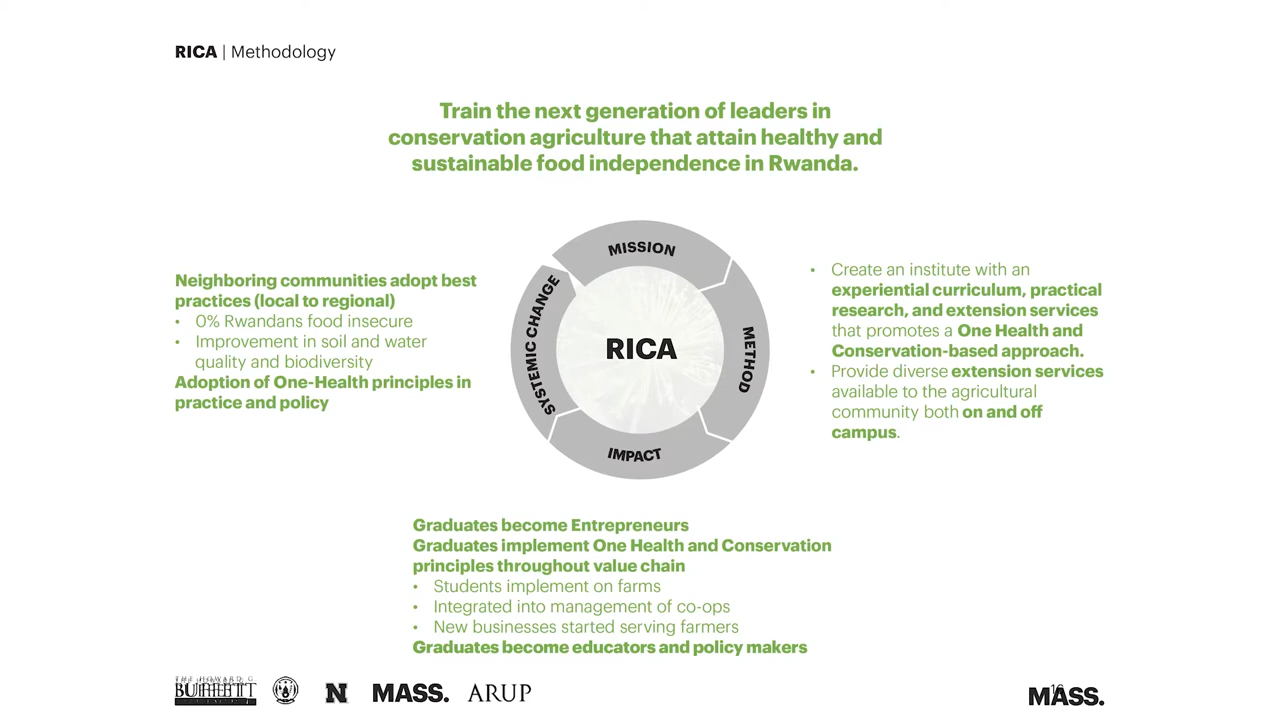 RICA | Methodology
Train the next generation of leaders in
conservation agriculture that attain healthy and
sustainable food independence in Rwanda.
MISSION
METHOD
IMPACT
SYSTEMIC CHANGE
RICA
Neighboring communities adopt best
practices (local to regional)
• 0% Rwandans food insecure
• Improvement in soil and water
quality and biodiversity
Adoption of One-Health principles in
practice and policy
• Create an institute with an
experiential curriculum, practical
research, and extension services
that promotes a One Health and
Conservation-based approach.
• Provide diverse extension services
available to the agricultural
community both on and off
campus.
Graduates become Entrepreneurs
Graduates implement One Health and Conservation
principles throughout value chain
• Students implement on farms
• Integrated into management of co-ops
• New businesses started serving farmers
Graduates become educators and policy makers
THE HOWARD G.
BUFFETT
N
MASS.
ARUP
MASS.